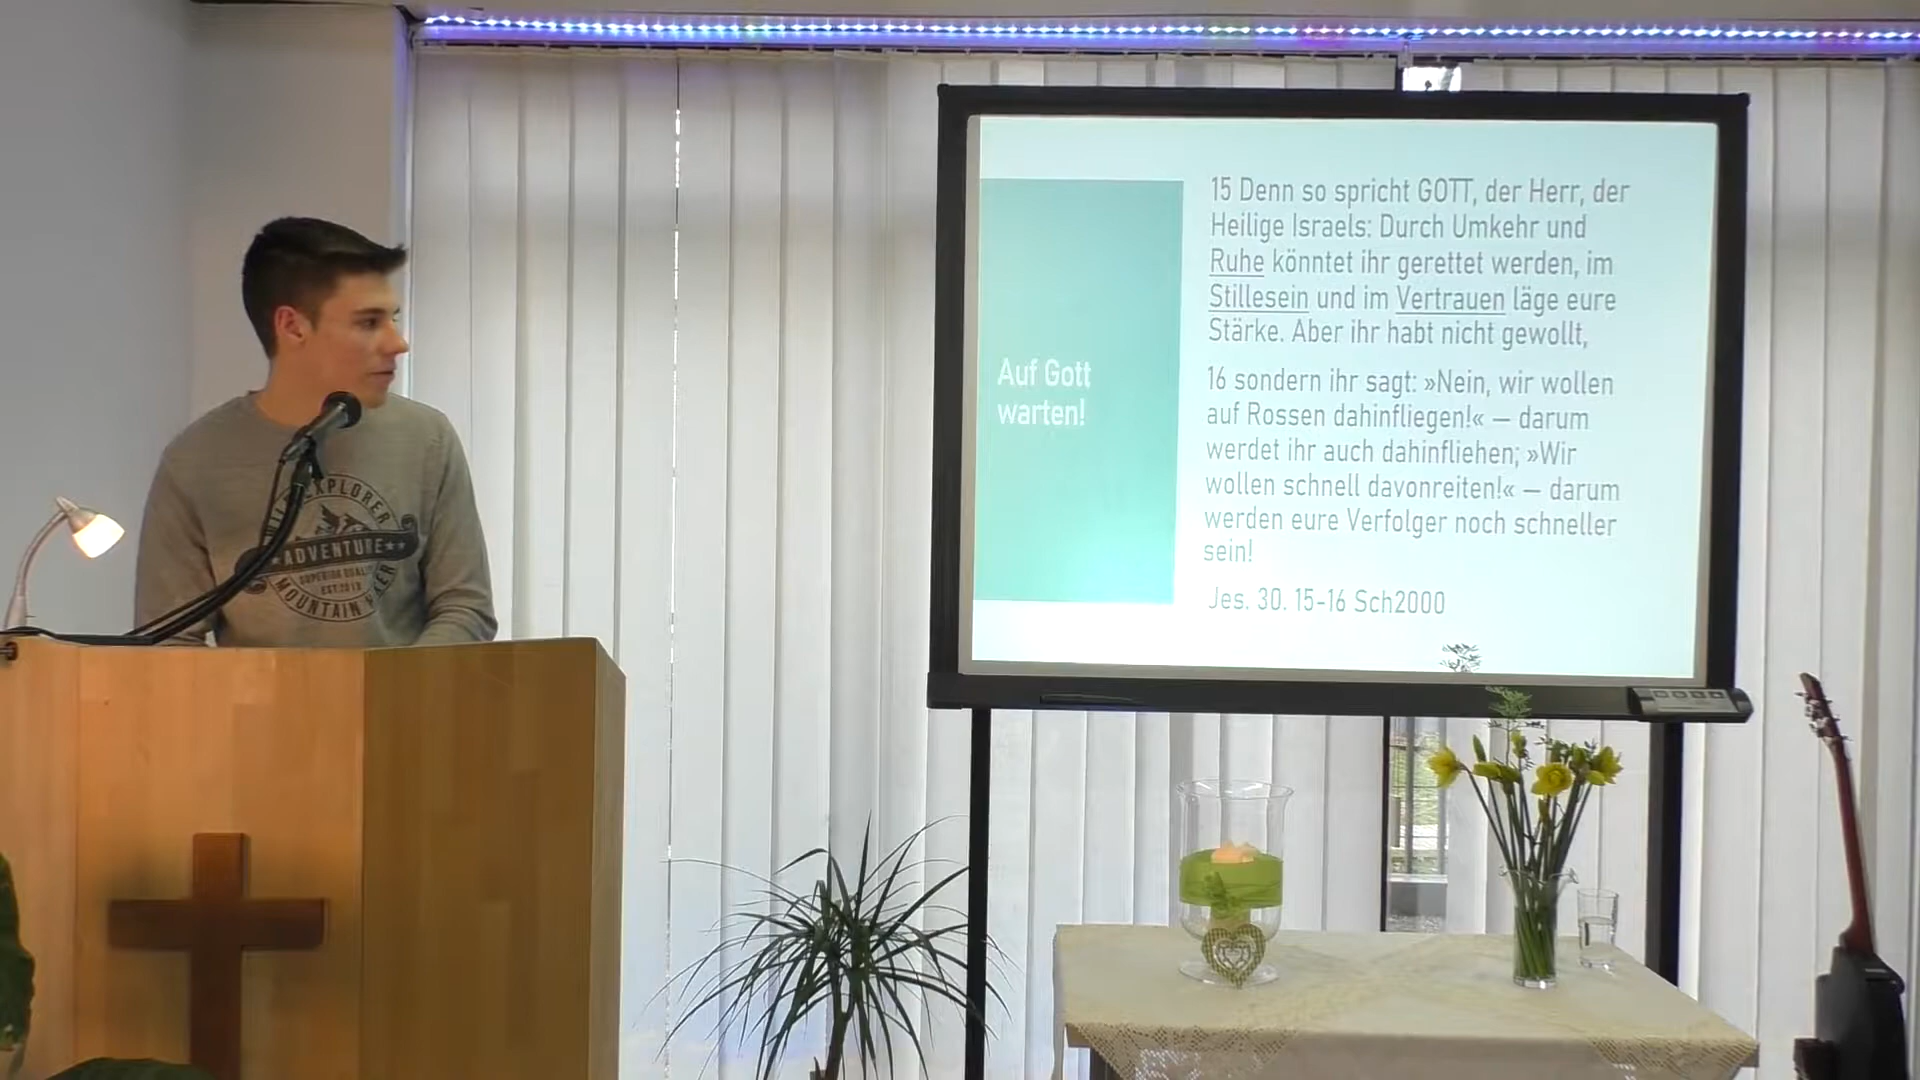 Auf Gott
warten!
15 Denn so spricht GOTT, der Herr, der
Heilige Israels: Durch Umkehr und
Ruhe könntet ihr gerettet werden, im
Stillesein und im Vertrauen läge eure
Stärke. Aber ihr habt nicht gewollt,
16 sondern ihr sagt: »Nein, wir wollen
auf Rossen dahinfliegen!« — darum
werdet ihr auch dahinfliehen; »Wir
wollen schnell davonreiten!« — darum
werden eure Verfolger noch schneller
sein!
Jes. 30. 15-16 Sch2000
EXPLORER
ADVENTURE
SUPERIOR
MOUNTAIN